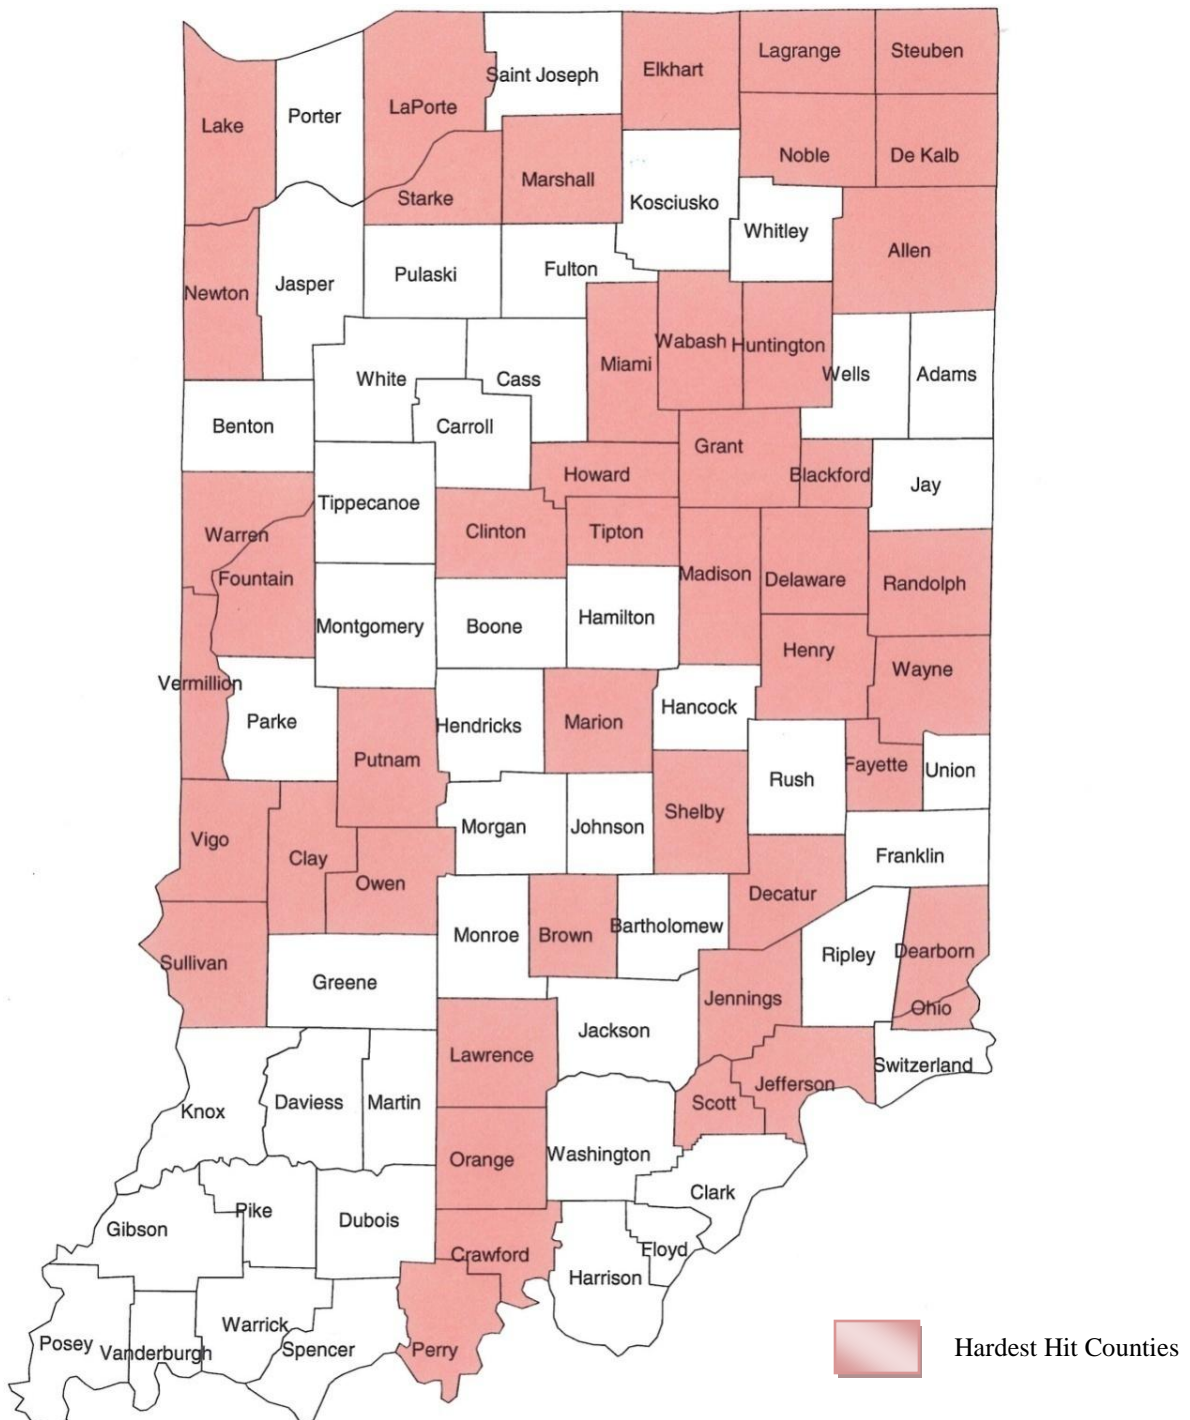 Lagrange
Steuben
Elkhart
Saint Joseph
LaPorte
Porter
Lake
Noble
De Kalb
Marshall
Starke
Kosciusko
Whitley
Allen
Fulton
Pulaski
Jasper
Newton
Wabash
Huntington
Miami
Wells
Adams
White
Cass
Benton
Carroll
Grant
Howard
Blackford
Jay
Tippecanoe
Clinton
Tipton
Warren
Fountain
Madison
Delaware
Randolph
Montgomery
Boone
Hamilton
Henry
Wayne
Vermillion
Parke
Hendricks
Marion
Hancock
Putnam
Rush
Fayette
Union
Vigo
Clay
Morgan
Johnson
Shelby
Franklin
Owen
Decatur
Monroe
Brown
Bartholomew
Ripley
Dearborn
Sullivan
Greene
Jennings
Ohio
Jackson
Lawrence
Switzerland
Jefferson
Scott
Knox
Daviess
Martin
Orange
Washington
Clark
Gibson
Pike
Dubois
Crawford
Floyd
Harrison
Warrick
Posey
Vanderburgh
Spencer
Perry
Hardest Hit Counties